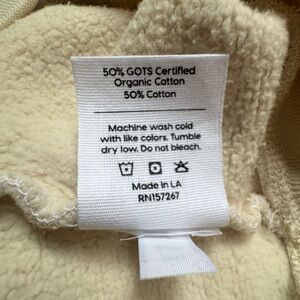 50% GOTS Certified
Organic Cotton
50% Cotton
Machine wash cold
with like colors. Tumble
dry low. Do not bleach.
Made in LA
RN157267